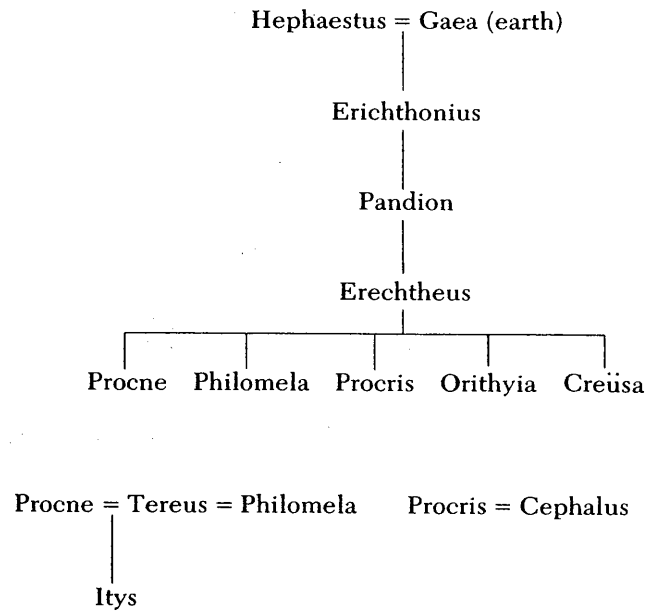 Hephaestus = Gaea (earth)
Erichthonius
Pandion
Erechtheus
Procne Philomela Procris Orithyia Creüsa
Procne = Tereus = Philomela Procris = Cephalus
Itys